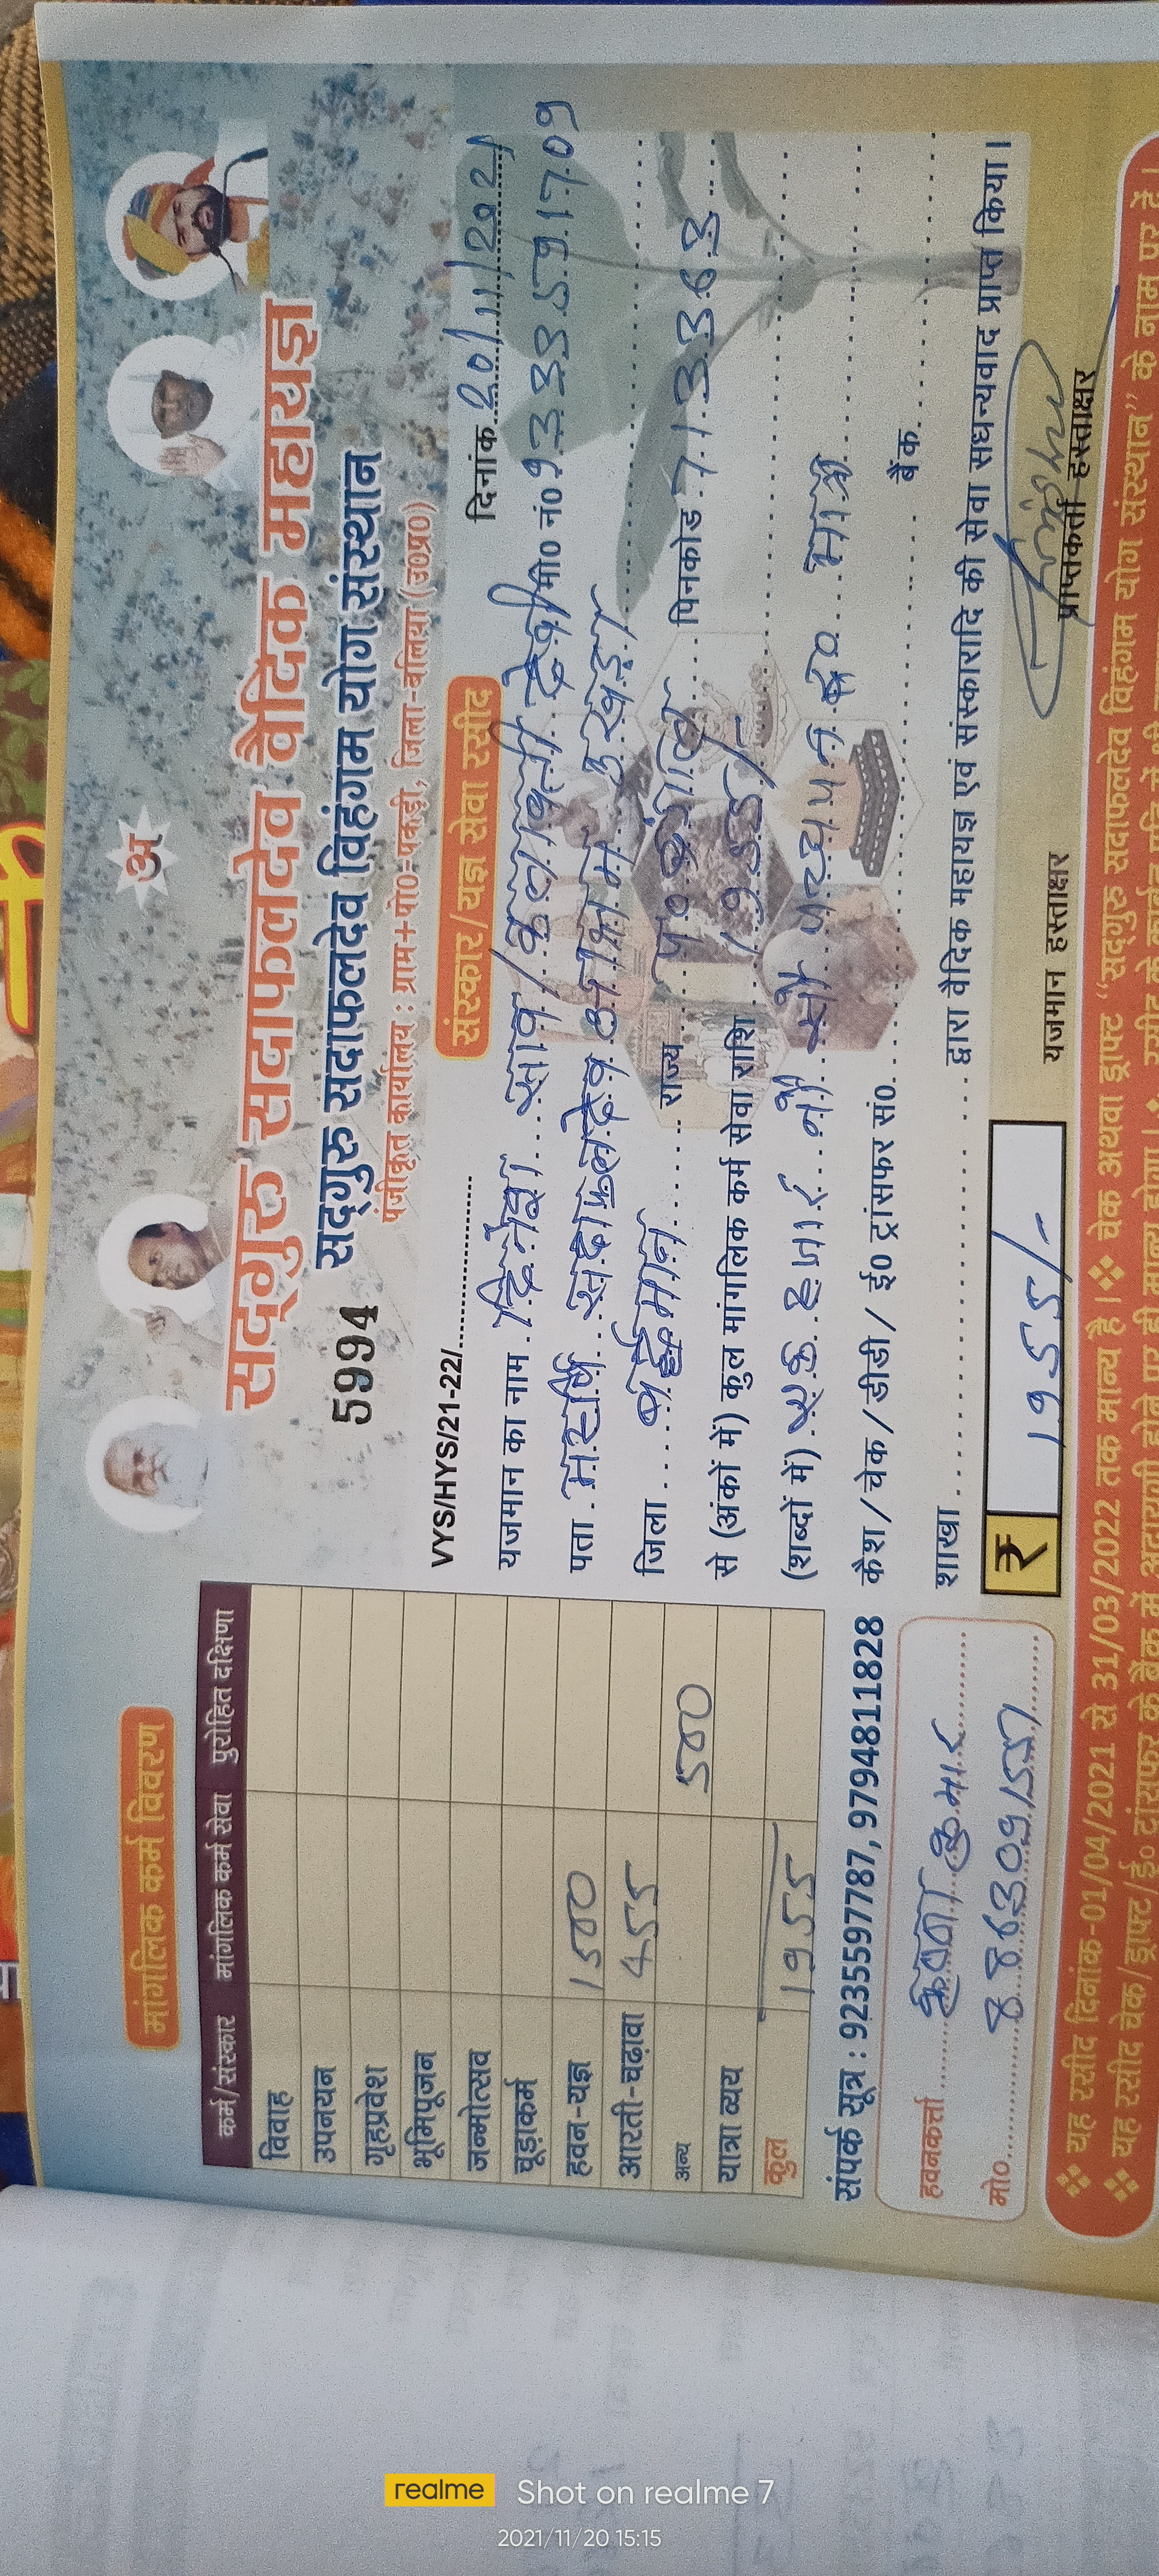 अ
सद्गुरु सदाफलदेव वैदिक महायज्ञ
5994 सद्गुरु सदाफलदेव विहंगम योग संस्थान
पंजीकृत कार्यालय : ग्राम+पो0-पकड़ी, जिला-बलिया (उ0प्र0)
संस्कार/यज्ञ सेवा रसीद
VYS/HYS/21-22/ दिनांक 20/11/2021
यजमान का नाम दिनेश साव/कलावती देवी मो0 नं0 9333591709
पता महर्षि सदाफलदेव आश्रम उखड़ा
जिला बर्द्धमान राज्य प0 बंगाल पिनकोड 713363
से (अंकों में) कुल मांगलिक कर्म सेवा राशि 1955/-
(शब्दों में) एक हजार नौ सौ पच्यपन रू0 मात्र
कैश/चेक/डीडी/ई0 ट्रांसफर सं0 बैंक
शाखा द्वारा वैदिक महायज्ञ एवं संस्कारादि की सेवा सधन्यवाद प्राप्त किया।
₹ 1955/- यजमान हस्ताक्षर प्राप्तकर्ता हस्ताक्षर
मांगलिक कर्म विवरण
कर्म/संस्कार मांगलिक कर्म सेवा पुरोहित दक्षिणा
विवाह
उपनयन
गृहप्रवेश
भूमिपूजन
जन्मोत्सव
चूड़ाकर्म
हवन-यज्ञ 1500
आरती-चढ़ावा 455
अन्य 500
यात्रा व्यय
कुल 1955
संपर्क सूत्र : 9235597787, 9794811828
हवनकर्त्ता कृष्णा कुमार
मो0
❖ यह रसीद दिनांक-01/04/2021 से 31/03/2022 तक मान्य है। ❖ चेक अथवा ड्राफ्ट "सद्गुरु सदाफलदेव विहंगम योग संस्थान" के नाम पर दें।
❖ यह रसीद चेक/ड्राफ्ट/ई0 ट्रांसफर के बैंक में अदायगी होने पर ही मान्य होगा। ❖ रसीद के
realme Shot on realme 7
2021/11/20 15:15